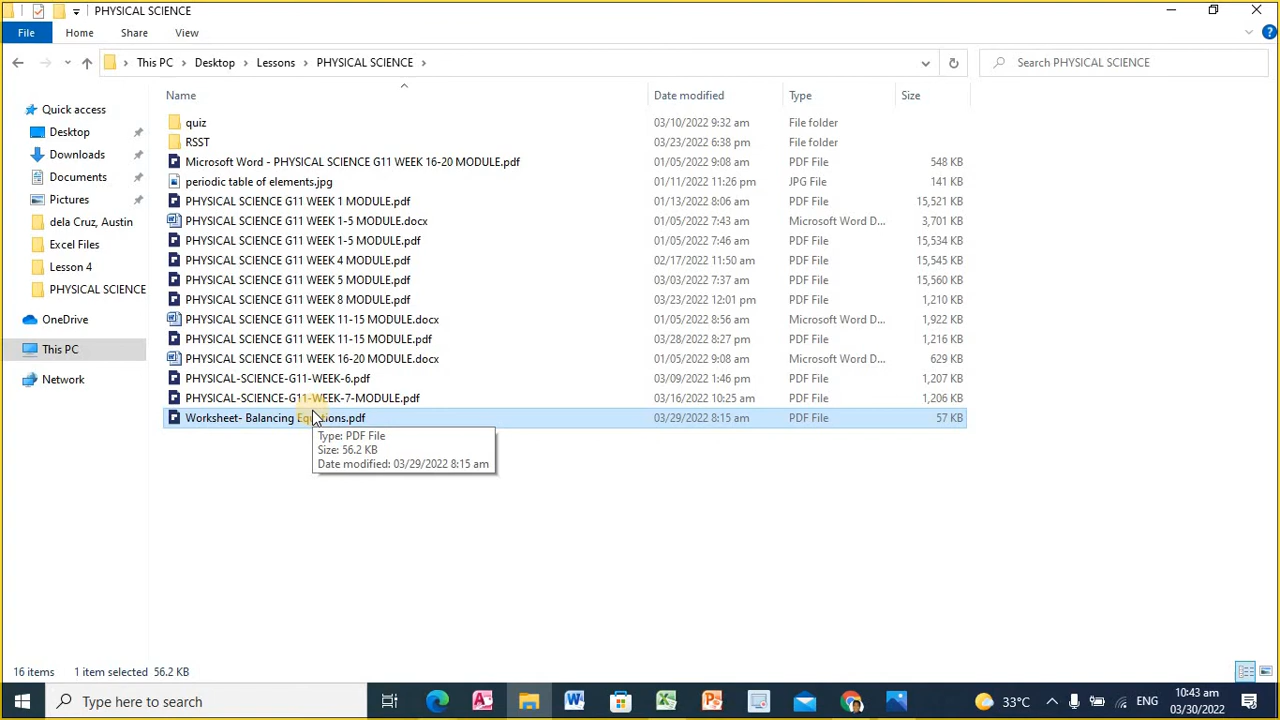 PHYSICAL SCIENCE
File Home Share View
This PC Desktop Lessons PHYSICAL SCIENCE Search PHYSICAL SCIENCE
Name Date modified Type Size
Quick access
Desktop
Downloads
Documents
Pictures
dela Cruz, Austin
Excel Files
Lesson 4
PHYSICAL SCIENCE
OneDrive
This PC
Network
quiz 03/10/2022 9:32 am File folder
RSST 03/23/2022 6:38 pm File folder
Microsoft Word - PHYSICAL SCIENCE G11 WEEK 16-20 MODULE.pdf 01/05/2022 9:08 am PDF File 548 KB
periodic table of elements.jpg 01/11/2022 11:26 pm JPG File 141 KB
PHYSICAL SCIENCE G11 WEEK 1 MODULE.pdf 01/13/2022 8:06 am PDF File 15,521 KB
PHYSICAL SCIENCE G11 WEEK 1-5 MODULE.docx 01/05/2022 7:43 am Microsoft Word D... 3,701 KB
PHYSICAL SCIENCE G11 WEEK 1-5 MODULE.pdf 01/05/2022 7:46 am PDF File 15,534 KB
PHYSICAL SCIENCE G11 WEEK 4 MODULE.pdf 02/17/2022 11:50 am PDF File 15,545 KB
PHYSICAL SCIENCE G11 WEEK 5 MODULE.pdf 03/03/2022 7:37 am PDF File 15,560 KB
PHYSICAL SCIENCE G11 WEEK 8 MODULE.pdf 03/23/2022 12:01 pm PDF File 1,210 KB
PHYSICAL SCIENCE G11 WEEK 11-15 MODULE.docx 01/05/2022 8:56 am Microsoft Word D... 1,922 KB
PHYSICAL SCIENCE G11 WEEK 11-15 MODULE.pdf 03/28/2022 8:27 pm PDF File 1,216 KB
PHYSICAL SCIENCE G11 WEEK 16-20 MODULE.docx 01/05/2022 9:08 am Microsoft Word D... 629 KB
PHYSICAL-SCIENCE-G11-WEEK-6.pdf 03/09/2022 1:46 pm PDF File 1,207 KB
PHYSICAL-SCIENCE-G11-WEEK-7-MODULE.pdf 03/16/2022 10:25 am PDF File 1,206 KB
Worksheet- Balancing Equations.pdf 03/29/2022 8:15 am PDF File 57 KB
Type: PDF File
Size: 56.2 KB
Date modified: 03/29/2022 8:15 am
16 items 1 item selected 56.2 KB
Type here to search 33°C ENG 10:43 am
03/30/2022